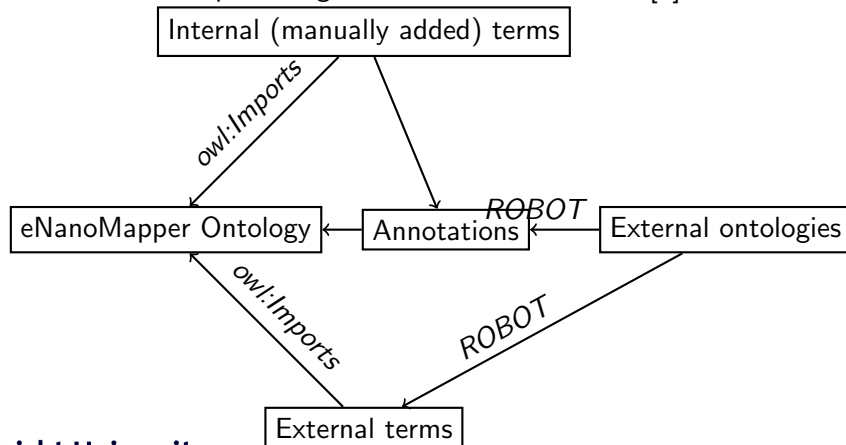 Internal (manually added) terms
owl:Imports
ROBOT
eNanoMapper Ontology
Annotations
External ontologies
owl:Imports
ROBOT
External terms